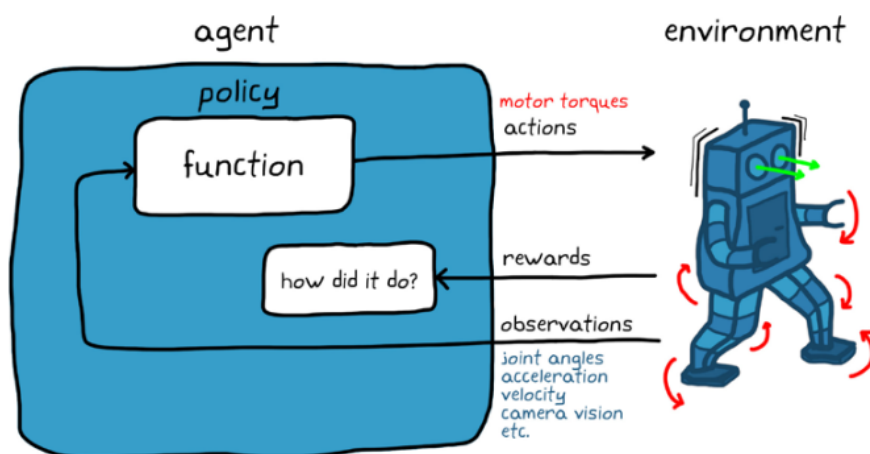 agent
environment
policy
function
motor torques
actions
how did it do?
rewards
observations
joint angles
acceleration
velocity
camera vision
etc.